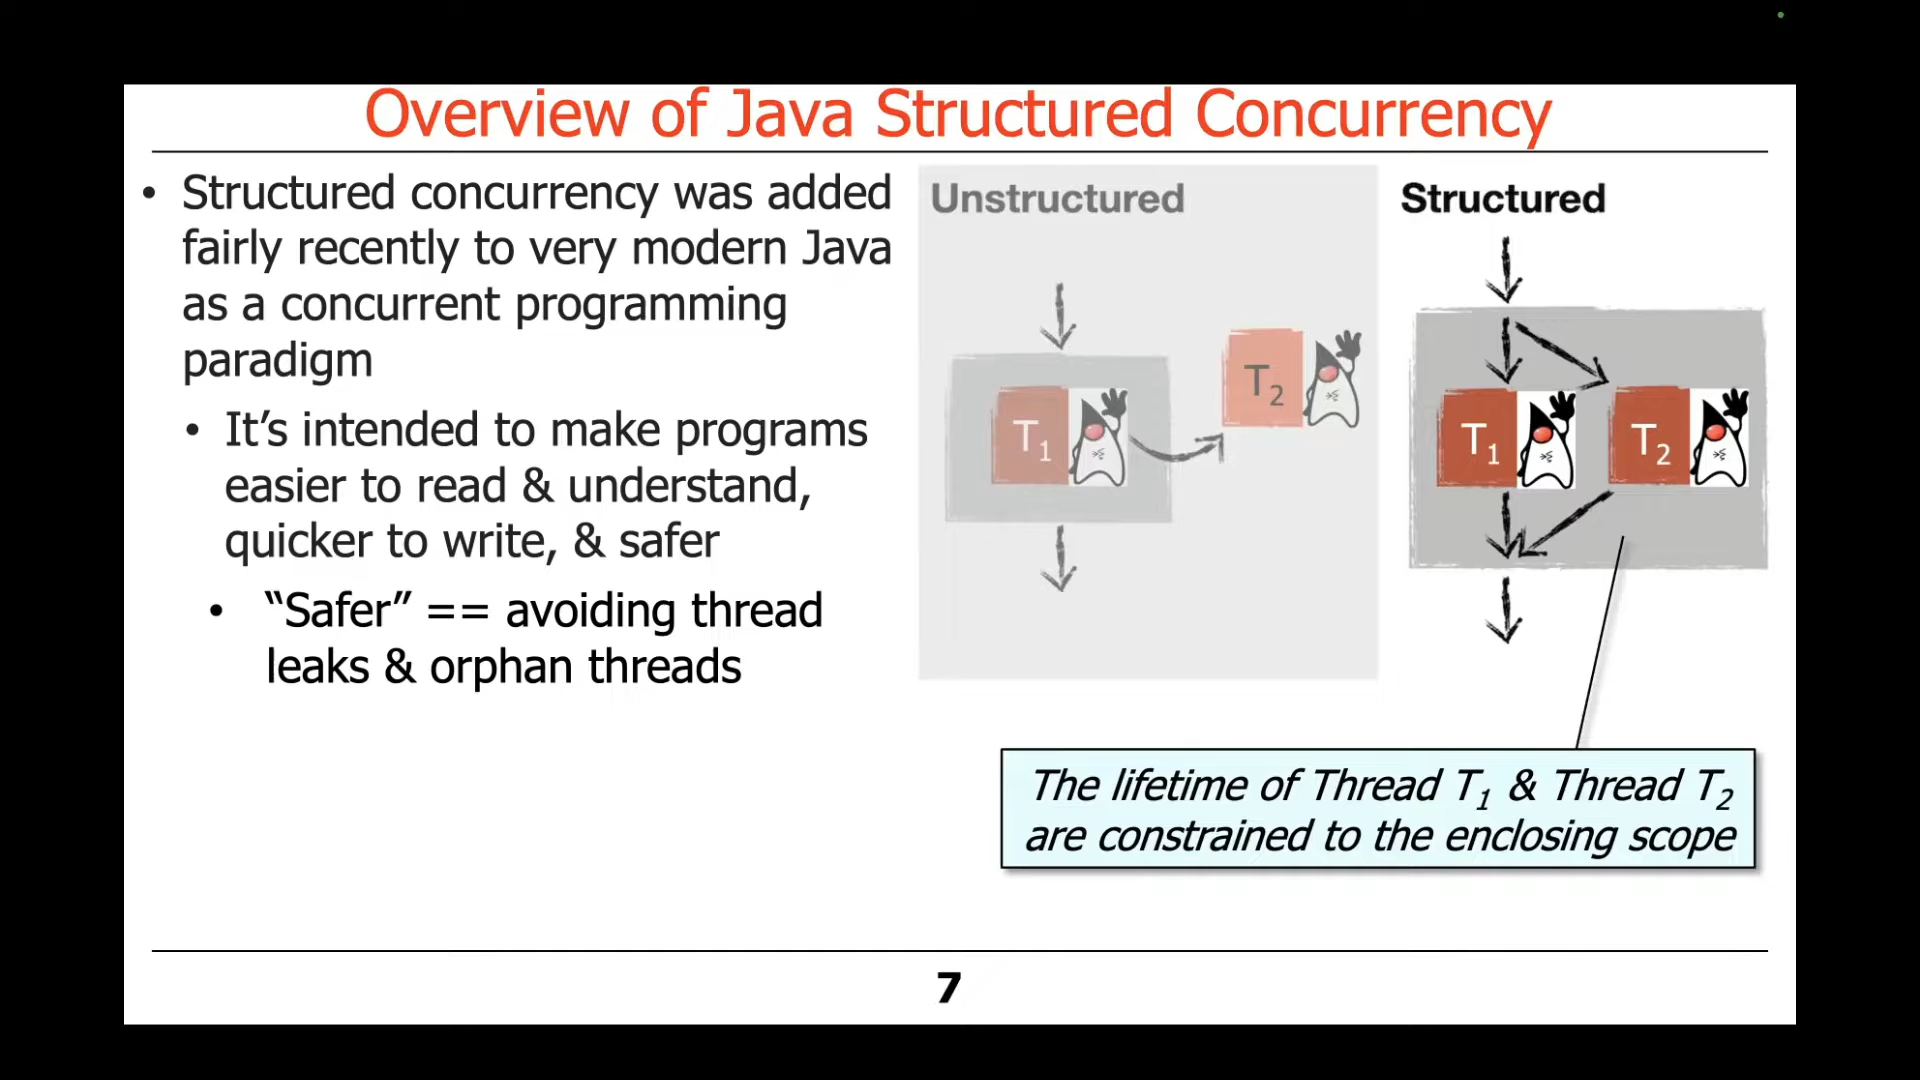 Overview of Java Structured Concurrency
• Structured concurrency was added
fairly recently to very modern Java
as a concurrent programming
paradigm
• It’s intended to make programs
easier to read & understand,
quicker to write, & safer
• “Safer” == avoiding thread
leaks & orphan threads
Unstructured
T1
T2
Structured
T1
T2
The lifetime of Thread T1 & Thread T2
are constrained to the enclosing scope
7